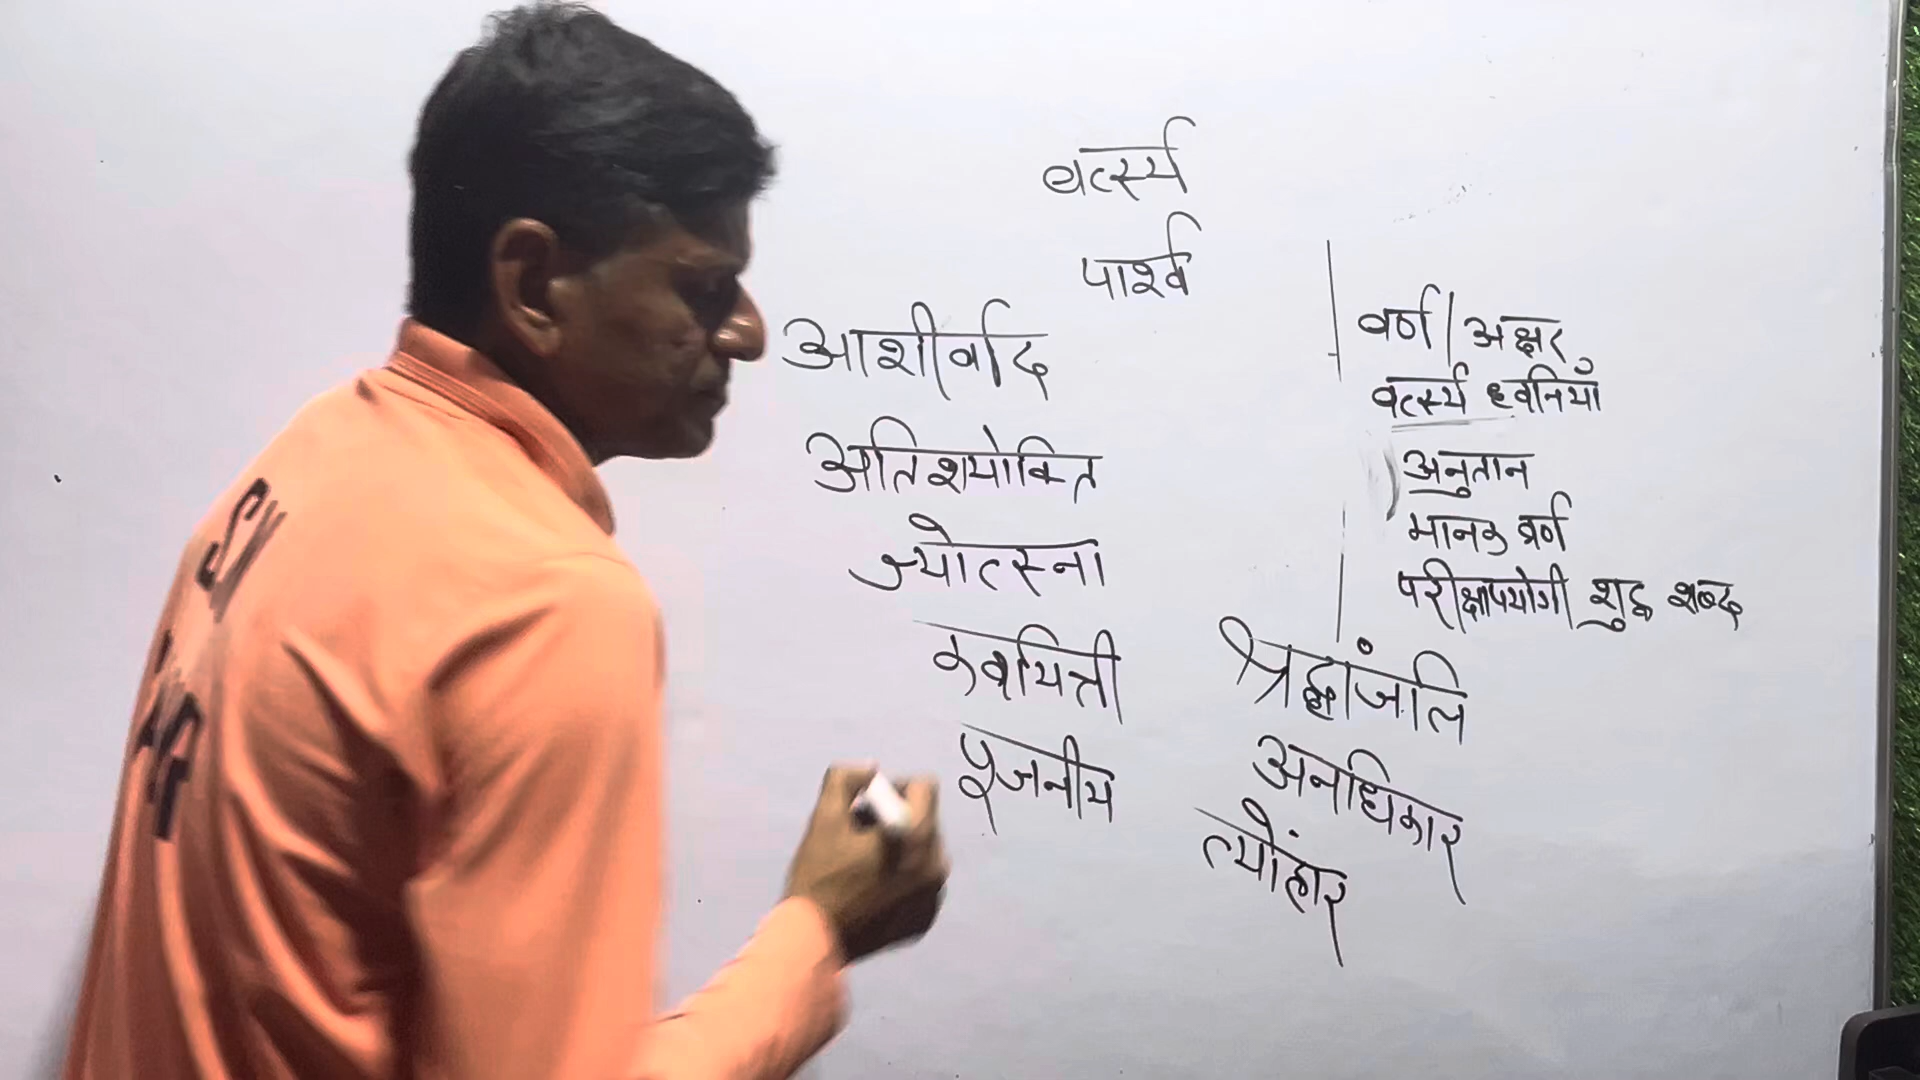 वर्त्स्य
पार्श्व
आशीर्वाद
अतिशयोक्ति
ज्योत्स्ना
कवयित्री
पूजनीय
वर्ण/अक्षर
वर्त्स्य ध्वनियाँ
अनुतान
मानक वर्ण
परीक्षोपयोगी शुद्ध शब्द
श्रद्धांजलि
अनधिकार
त्योंहार